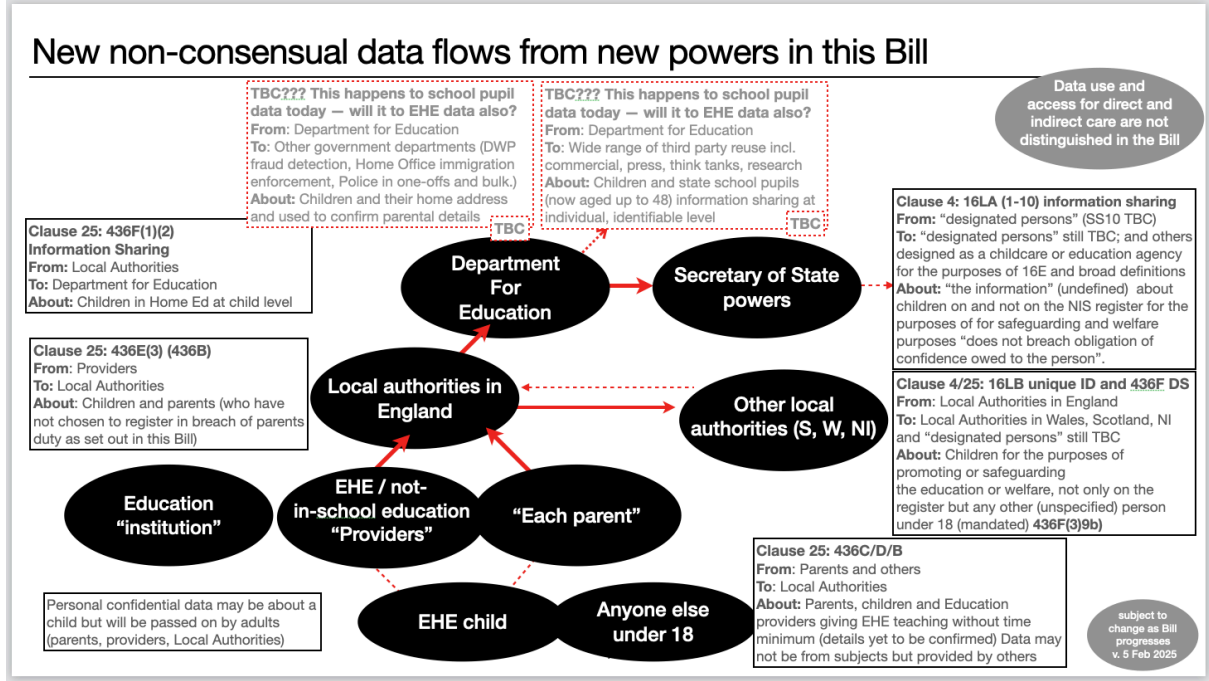 New non-consensual data flows from new powers in this Bill
Data use and
access for direct and
indirect care are not
distinguished in the Bill
TBC??? This happens to school pupil
data today — will it to EHE data also?
From: Department for Education
To: Other government departments (DWP
fraud detection, Home Office immigration
enforcement, Police in one-offs and bulk.)
About: Children and their home address
and used to confirm parental details
TBC
TBC??? This happens to school pupil
data today — will it to EHE data also?
From: Department for Education
To: Wide range of third party reuse incl.
commercial, press, think tanks, research
About: Children and state school pupils
(now aged up to 48) information sharing at
individual, identifiable level
TBC
Clause 25: 436F(1)(2)
Information Sharing
From: Local Authorities
To: Department for Education
About: Children in Home Ed at child level
Department
For
Education
Secretary of State
powers
Clause 4: 16LA (1-10) information sharing
From: “designated persons” (SS10 TBC)
To: “designated persons” still TBC; and others
designed as a childcare or education agency
for the purposes of 16E and broad definitions
About: “the information” (undefined) about
children on and not on the NIS register for the
purposes of for safeguarding and welfare
purposes “does not breach obligation of
confidence owed to the person”.
Clause 25: 436E(3) (436B)
From: Providers
To: Local Authorities
About: Children and parents (who have
not chosen to register in breach of parents
duty as set out in this Bill)
Local authorities in
England
Other local
authorities (S, W, NI)
Clause 4/25: 16LB unique ID and 436F DS
From: Local Authorities in England
To: Local Authorities in Wales, Scotland, NI
and “designated persons” still TBC
About: Children for the purposes of
promoting or safeguarding
the education or welfare, not only on the
register but any other (unspecified) person
under 18 (mandated) 436F(3)9b)
Education
“institution”
EHE / not-
in-school education
“Providers”
“Each parent”
Clause 25: 436C/D/B
From: Parents and others
To: Local Authorities
About: Parents, children and Education
providers giving EHE teaching without time
minimum (details yet to be confirmed) Data may
not be from subjects but provided by others
Personal confidential data may be about a
child but will be passed on by adults
(parents, providers, Local Authorities)
EHE child
Anyone else
under 18
subject to
change as Bill
progresses
v. 5 Feb 2025